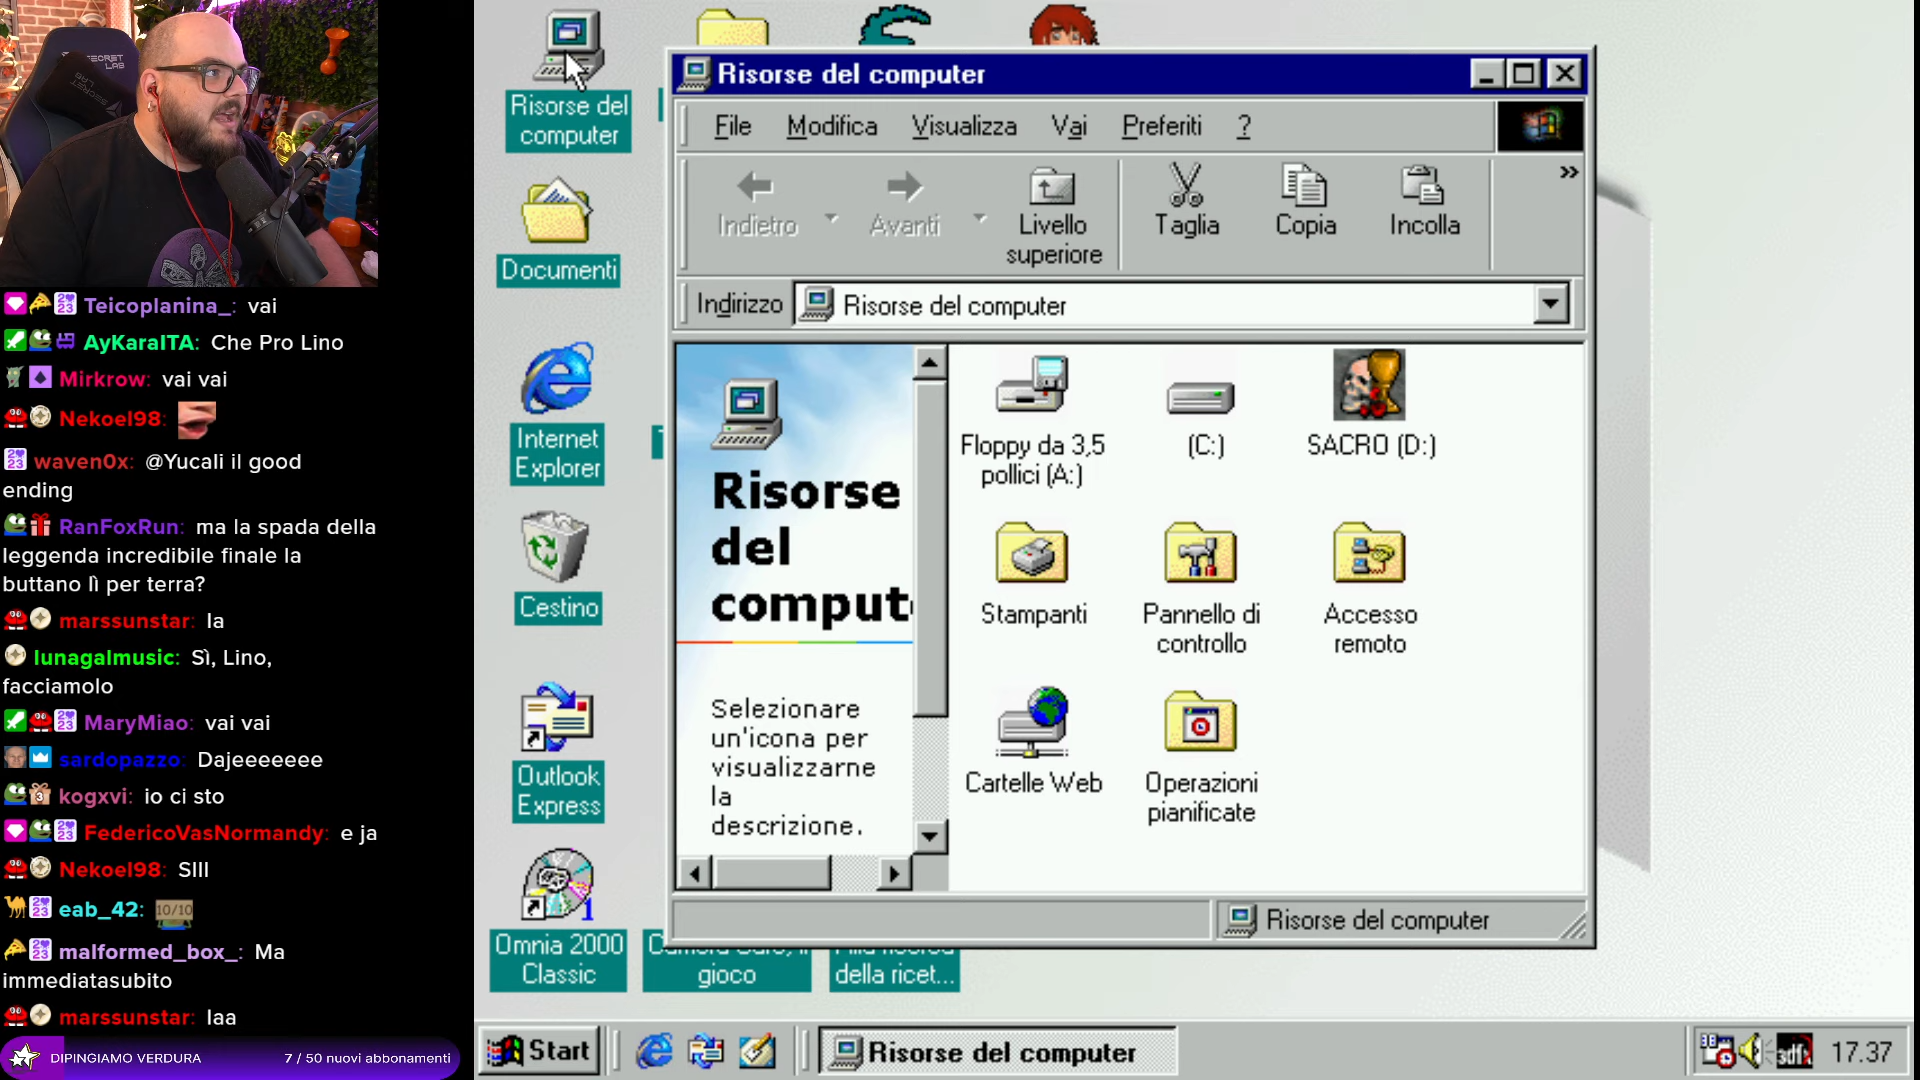 SECRET LAB
Teicoplanina_: vai
AyKaraITA: Che Pro Lino
Mirkrow: vai vai
Nekoel98:
waven0x: @Yucali il good
ending
RanFoxRun: ma la spada della
leggenda incredibile finale la
buttano lì per terra?
marssunstar: la
lunagalmusic: Sì, Lino,
facciamolo
MaryMiao: vai vai
sardopazzo: Dajeeeeeee
kogxvi: io ci sto
FedericoVasNormandy: e ja
Nekoel98: SIII
eab_42: 10/10
malformed_box_: Ma
immediatasubito
marssunstar: Iaa
DIPINGIAMO VERDURA 7 / 50 nuovi abbonamenti
Risorse del
computer
Documenti
Internet
Explorer
Cestino
Outlook
Express
Omnia 2000
Classic
gioco
della ricet...
Risorse del computer
File Modifica Visualizza Vai Preferiti ?
Indietro Avanti Livello
superiore Taglia Copia Incolla »
Indirizzo Risorse del computer
Risorse
del
comput
Selezionare
un'icona per
visualizzarne
la
descrizione.
Floppy da 3,5
pollici (A:)
(C:)
SACRO (D:)
Stampanti
Pannello di
controllo
Accesso
remoto
Cartelle Web
Operazioni
pianificate
Risorse del computer
Start Risorse del computer 3dfx 17.37